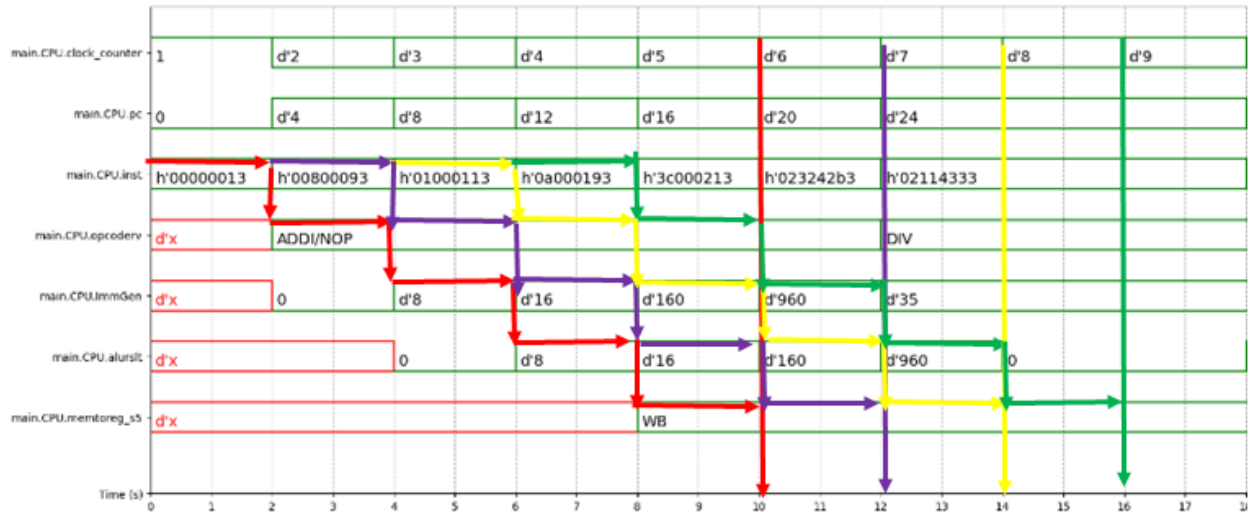 main.CPU.clock_counter 1 d'2 d'3 d'4 d'5 d'6 d'7 d'8 d'9
main.CPU.pc 0 d'4 d'8 d'12 d'16 d'20 d'24
main.CPU.inst h'00000013 h'00800093 h'01000113 h'0a000193 h'3c000213 h'023242b3 h'02114333
main.CPU.opcoderv d'x ADDI/NOP DIV
main.CPU.ImmGen d'x 0 d'8 d'16 d'160 d'960 d'35
main.CPU.alurslt d'x 0 d'8 d'16 d'160 d'960 0
main.CPU.memtoreg_s5 d'x WB
Time (s)
0 1 2 3 4 5 6 7 8 9 10 11 12 13 14 15 16 17